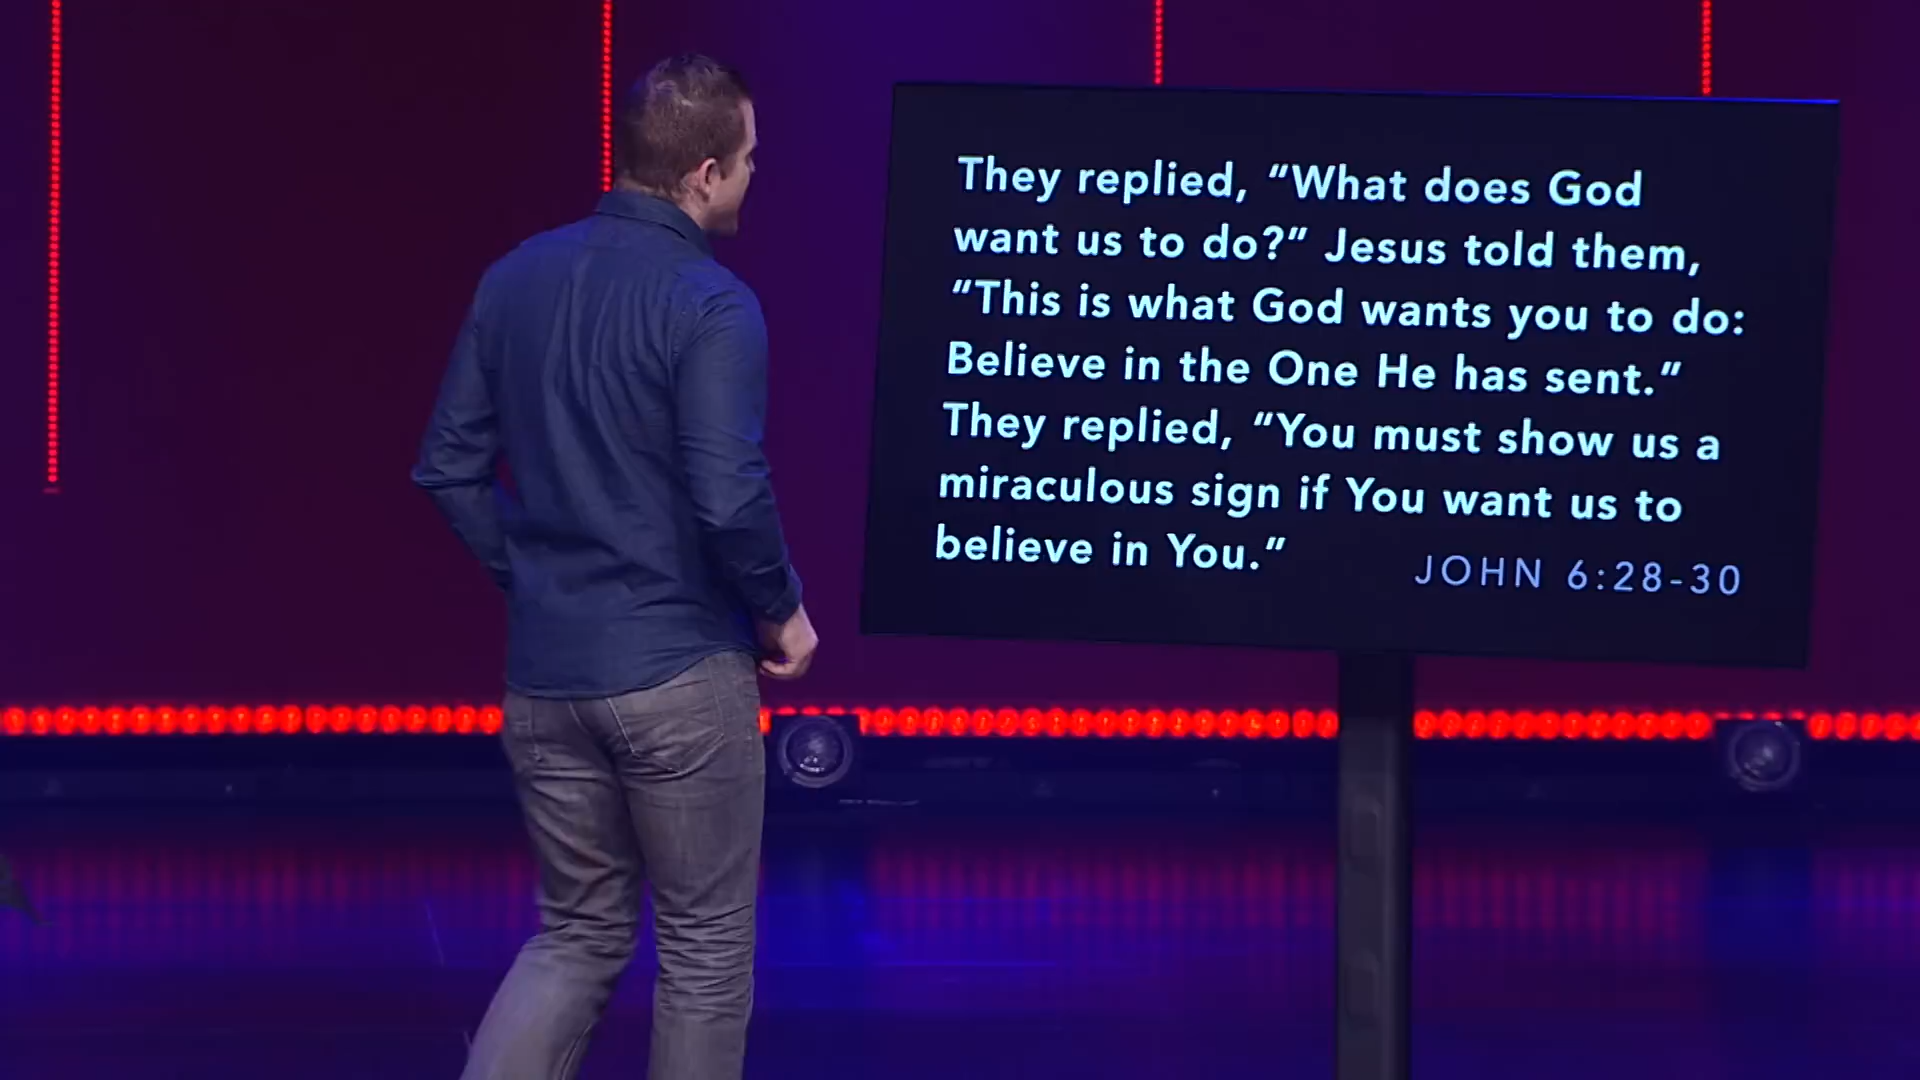 They replied, “What does God
want us to do?” Jesus told them,
“This is what God wants you to do:
Believe in the One He has sent.”
They replied, “You must show us a
miraculous sign if You want us to
believe in You.”
JOHN 6:28-30